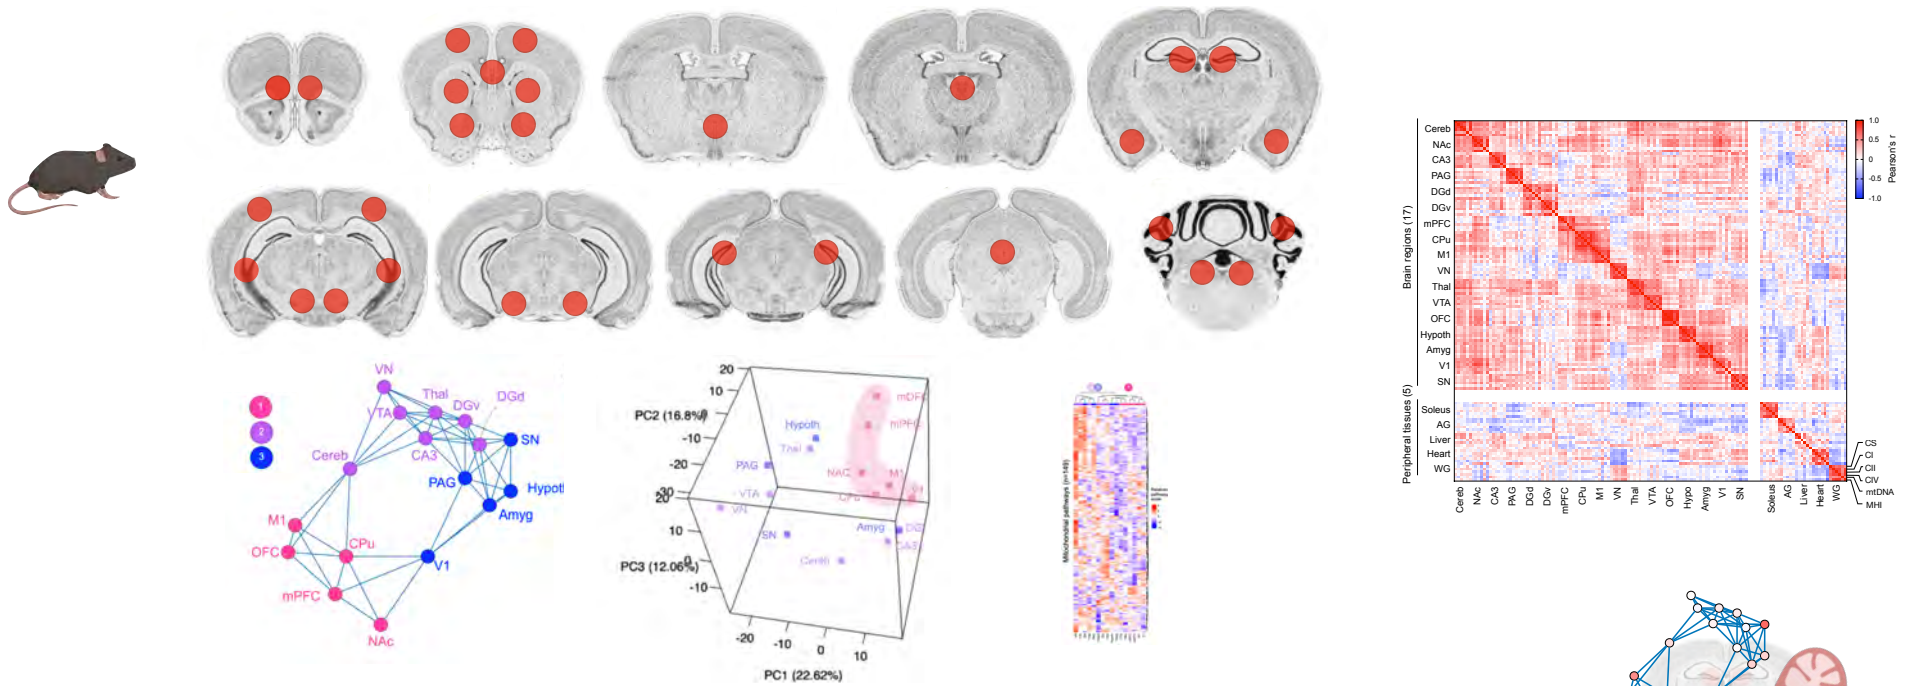 VN
Thal
DGd
VTA
DGv
1
2
3
SN
Cereb
CA3
PAG
Hypoth
Amyg
M1
OFC
CPu
V1
mPFC
NAc
20
10
PC2 (16.8%)
-10
-20
-30
20
10
PC3 (12.06%)
-10
Hypoth
Thal
PAG
VTA
VN
SN
Cereb
mPFC
NAC
M1
Amyg
DG
CA3
-20
-10
0
10
PC1 (22.62%)
Mitochondrial pathways (n=149)
Brain regions (17)
Cereb
NAc
CA3
PAG
DGd
DGv
mPFC
CPu
M1
VN
Thal
VTA
OFC
Hypoth
Amyg
V1
SN
Peripheral tissues (5)
Soleus
AG
Liver
Heart
WG
Cereb
NAc
CA3
PAG
DGd
DGv
mPFC
CPu
M1
VN
Thal
VTA
OFC
Hypo
Amyg
V1
SN
Soleus
AG
Liver
Heart
WG
CS
CI
CII
CIV
mtDNA
MHI
1.0
0.5
0
-0.5
-1.0
Pearson's r